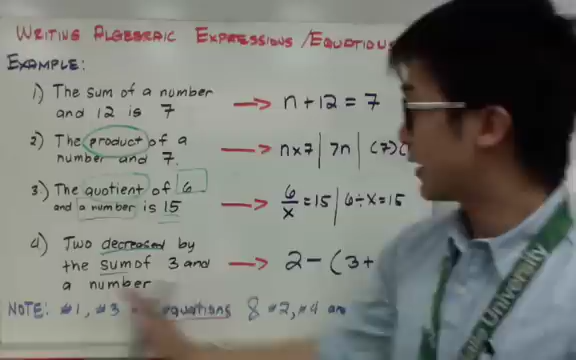 WRITING ALGEBRAIC EXPRESSIONS/EQUATIONS
EXAMPLE:
1) The sum of a number and 12 is 7 → n + 12 = 7
2) The product of a number and 7. → n x 7 | 7n | (7)(
3) The quotient of 6 and a number is 15 → 6/x = 15 | 6 ÷ x = 15
4) Two decreased by the sum of 3 and a number → 2 - (3 +
NOTE: #1, #3 equations & #2, #4 are